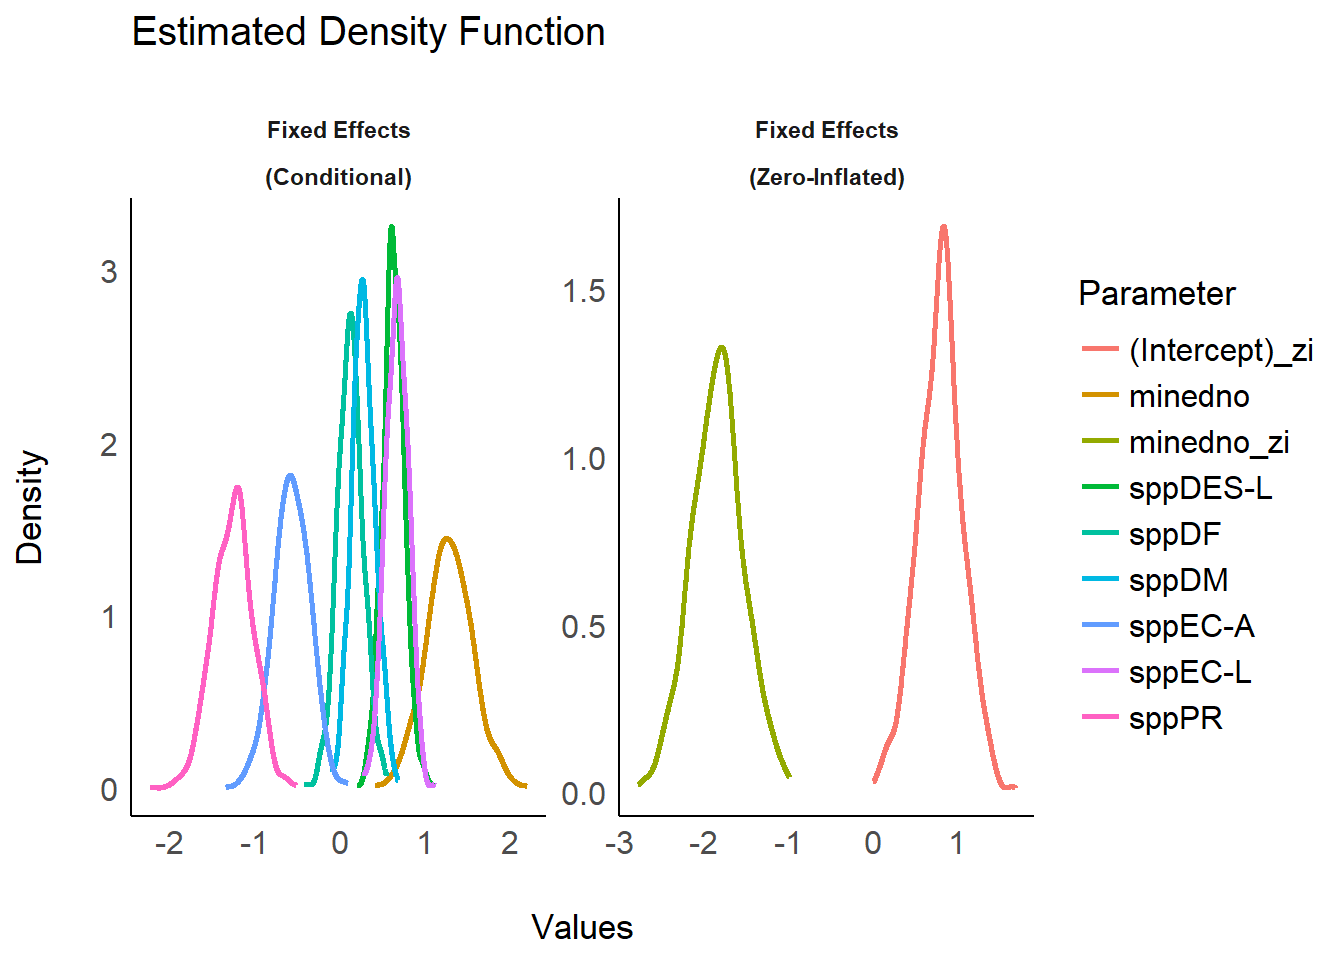 Estimated Density Function
Fixed Effects
(Conditional)
Fixed Effects
(Zero-Inflated)
Density
3
2
1
0
-2 -1 0 1 2
1.5
1.0
0.5
0.0
-3 -2 -1 0 1
Values
Parameter
(Intercept)_zi
minedno
minedno_zi
sppDES-L
sppDF
sppDM
sppEC-A
sppEC-L
sppPR